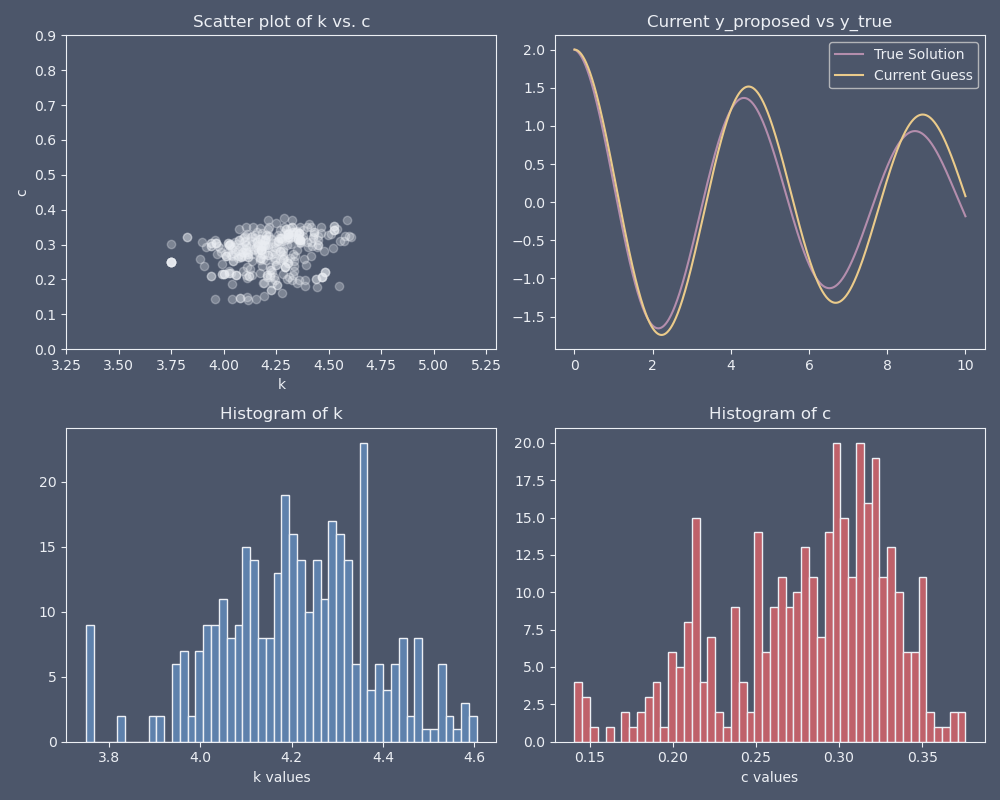 Scatter plot of k vs. c
0.9
0.8
0.7
0.6
0.5
0.4
0.3
0.2
0.1
0.0
c
3.25 3.50 3.75 4.00 4.25 4.50 4.75 5.00 5.25
k
Current y_proposed vs y_true
True Solution
Current Guess
2.0
1.5
1.0
0.5
0.0
−0.5
−1.0
−1.5
0 2 4 6 8 10
Histogram of k
20
15
10
5
0
3.8 4.0 4.2 4.4 4.6
k values
Histogram of c
20.0
17.5
15.0
12.5
10.0
7.5
5.0
2.5
0.0
0.15 0.20 0.25 0.30 0.35
c values